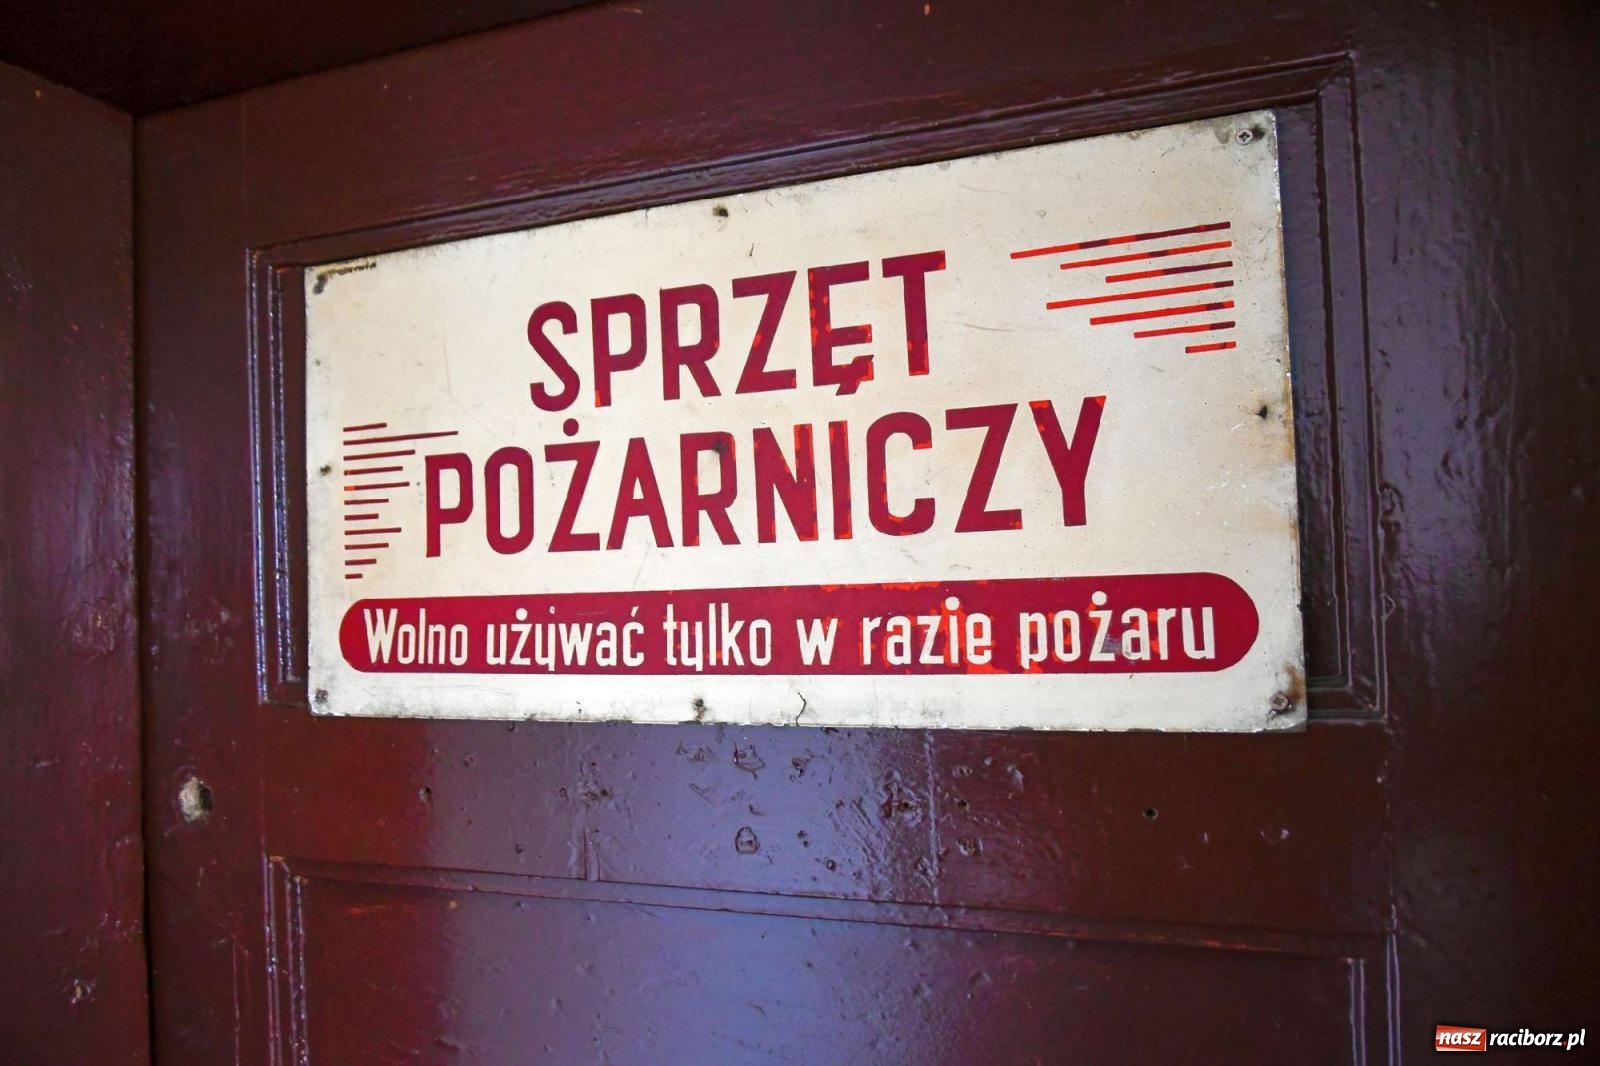 SPRZĘT
POŻARNICZY
Wolno używać tylko w razie pożaru
nasz raciborz.pl